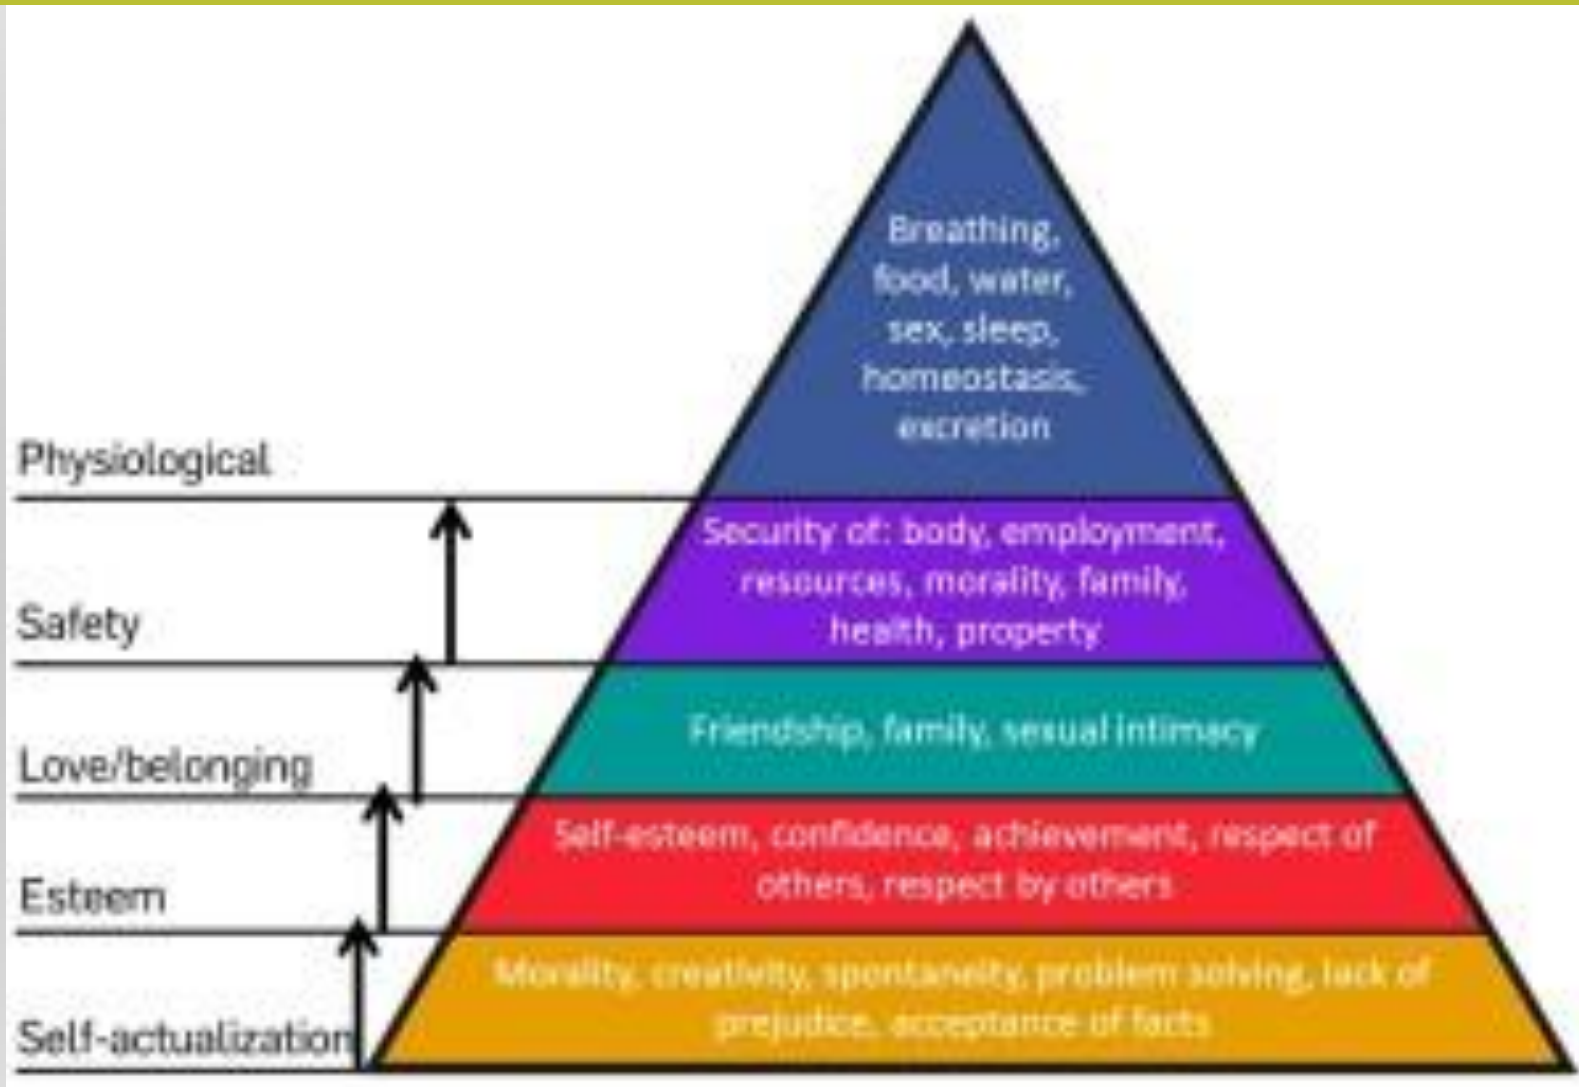 Breathing,
food, water,
sex, sleep,
homeostasis,
excretion
Physiological
Security of: body, employment,
resources, morality, family,
health, property
Safety
Friendship, family, sexual intimacy
Love/belonging
Self-esteem, confidence, achievement, respect of
others, respect by others
Esteem
Morality, creativity, spontaneity, problem solving, lack of
prejudice, acceptance of facts
Self-actualization